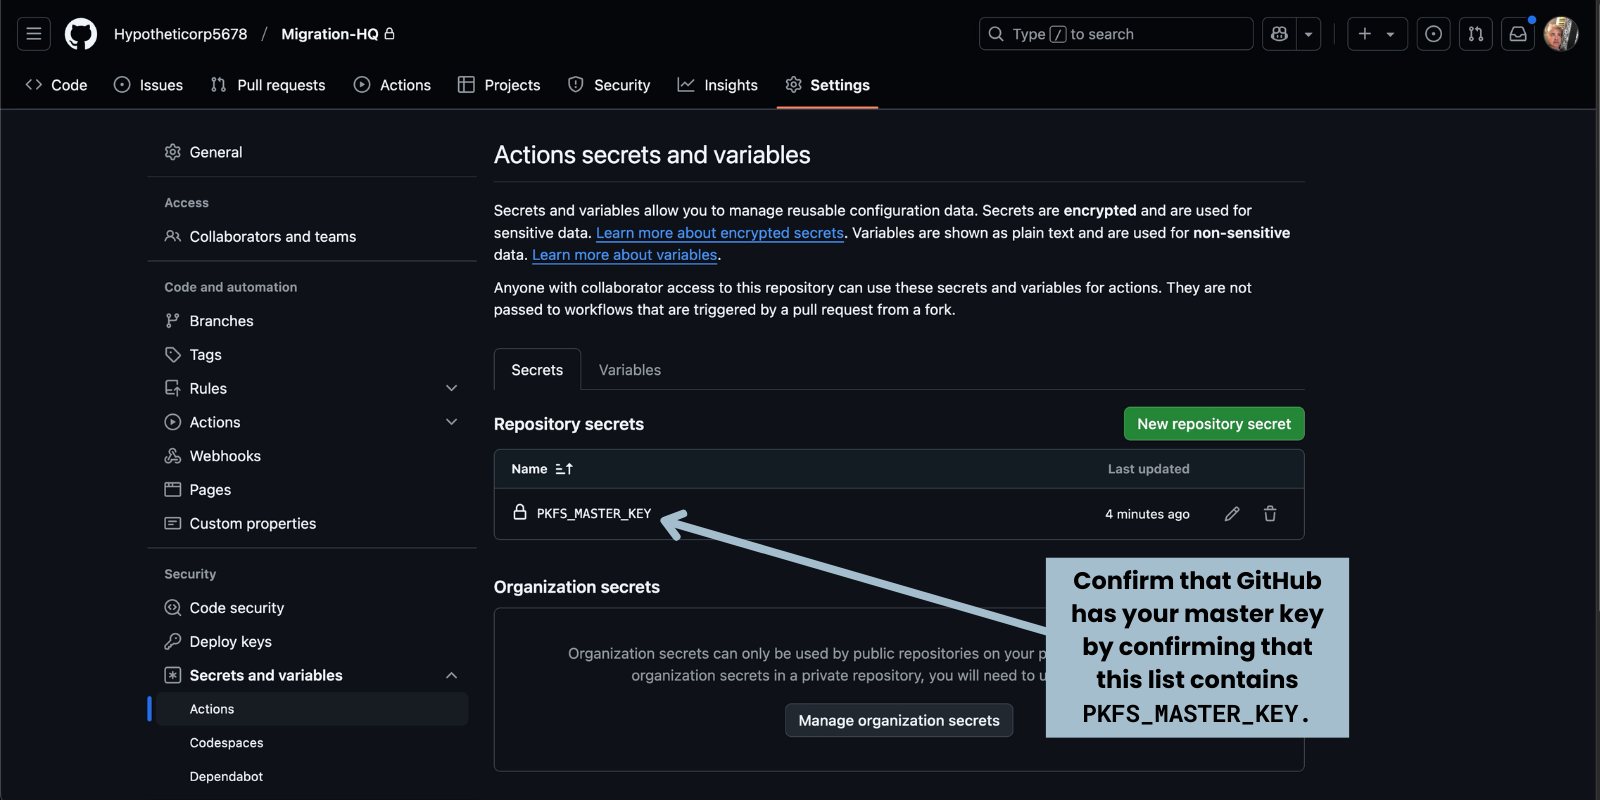 Hypotheticorp5678 / Migration-HQ
Type / to search
Code
Issues
Pull requests
Actions
Projects
Security
Insights
Settings
General
Access
Collaborators and teams
Code and automation
Branches
Tags
Rules
Actions
Webhooks
Pages
Custom properties
Security
Code security
Deploy keys
Secrets and variables
Actions
Codespaces
Dependabot
Actions secrets and variables
Secrets and variables allow you to manage reusable configuration data. Secrets are encrypted and are used for
sensitive data. Learn more about encrypted secrets. Variables are shown as plain text and are used for non-sensitive
data. Learn more about variables.
Anyone with collaborator access to this repository can use these secrets and variables for actions. They are not
passed to workflows that are triggered by a pull request from a fork.
Secrets
Variables
Repository secrets
New repository secret
Name
Last updated
PKFS_MASTER_KEY
4 minutes ago
Organization secrets
Organization secrets can only be used by public repositories on your
organization secrets in a private repository, you will need to
Manage organization secrets
Confirm that GitHub
has your master key
by confirming that
this list contains
PKFS_MASTER_KEY.